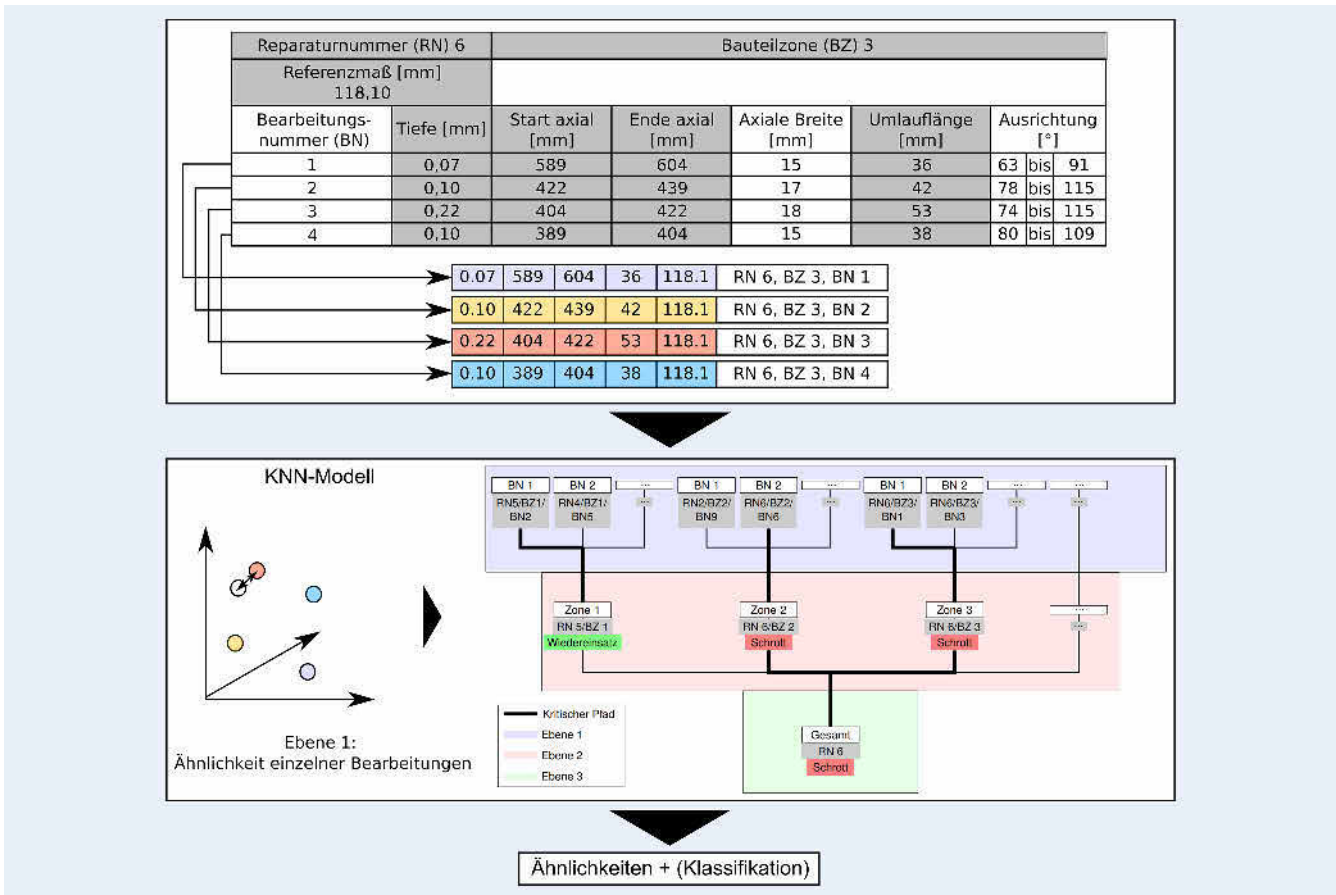 Reparaturnummer (RN) 6 Bauteilzone (BZ) 3
Referenzmaß [mm]
118,10
Bearbeitungs-
nummer (BN) Tiefe [mm] Start axial
[mm] Ende axial
[mm] Axiale Breite
[mm] Umlauflänge
[mm] Ausrichtung
[°]
1 0,07 589 604 15 36 63 bis 91
2 0,10 422 439 17 42 78 bis 115
3 0,22 404 422 18 53 74 bis 115
4 0,10 389 404 15 38 80 bis 109
0.07 589 604 36 118.1 RN 6, BZ 3, BN 1
0.10 422 439 42 118.1 RN 6, BZ 3, BN 2
0.22 404 422 53 118.1 RN 6, BZ 3, BN 3
0.10 389 404 38 118.1 RN 6, BZ 3, BN 4
KNN-Modell
Ebene 1:
Ähnlichkeit einzelner Bearbeitungen
BN 1 BN 2 ... BN 1 BN 2 ... BN 1 BN 2 ... ...
RN5/BZ1/
BN2
RN4/BZ1/
BN5
...
RN2/BZ2/
BN9
RN6/BZ2/
BN6
...
RN6/BZ3/
BN1
RN6/BZ3/
BN3
...
...
Zone 1 Zone 2 Zone 3 ...
RN 5/BZ 1 RN 6/BZ 2 RN 6/BZ 3 ...
Wiedereinsatz Schrott Schrott
Kritischer Pfad
Ebene 1
Ebene 2
Ebene 3
Gesamt
RN 6
Schrott
Ähnlichkeiten + (Klassifikation)